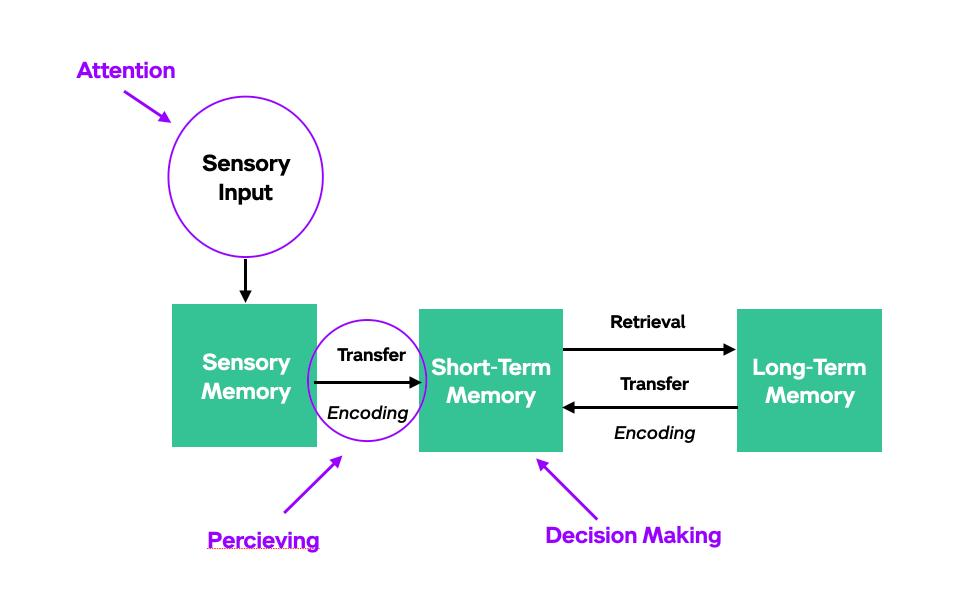 Attention
Sensory
Input
Sensory
Memory
Transfer
Encoding
Short-Term
Memory
Retrieval
Transfer
Encoding
Long-Term
Memory
Percieving
Decision Making